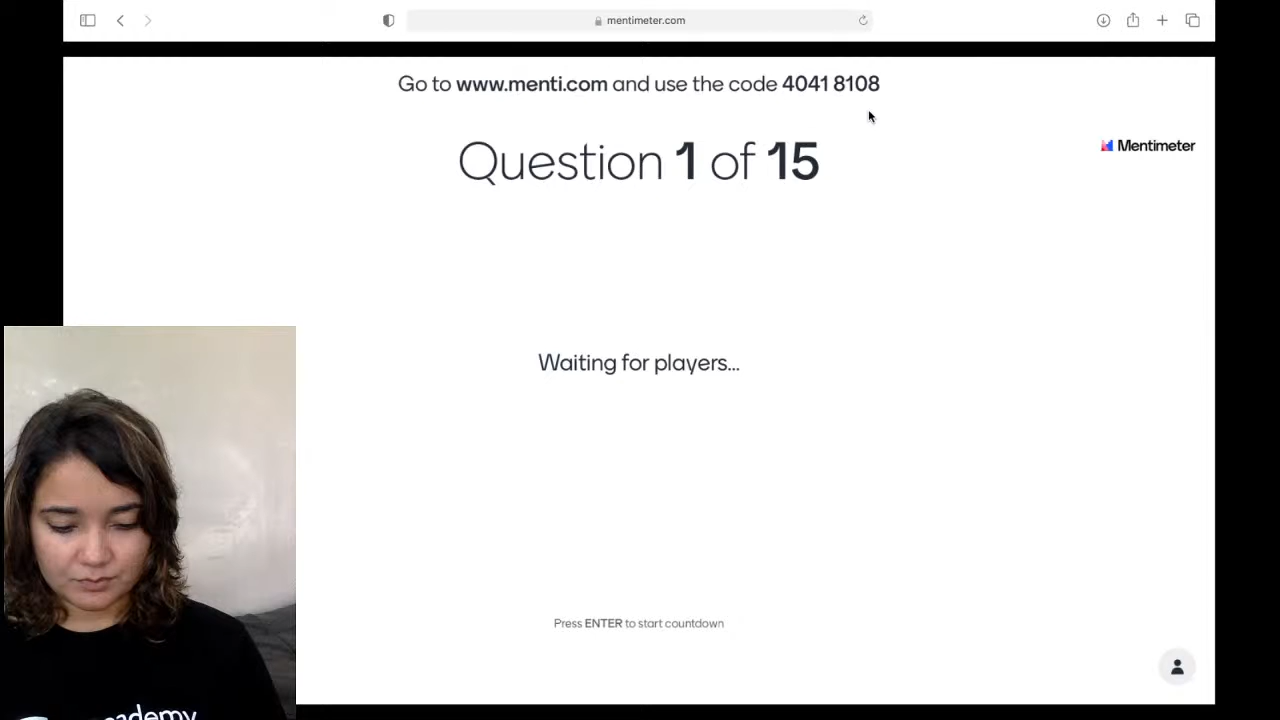 mentimeter.com
Go to www.menti.com and use the code 4041 8108
Question 1 of 15
Mentimeter
Waiting for players...
Press ENTER to start countdown